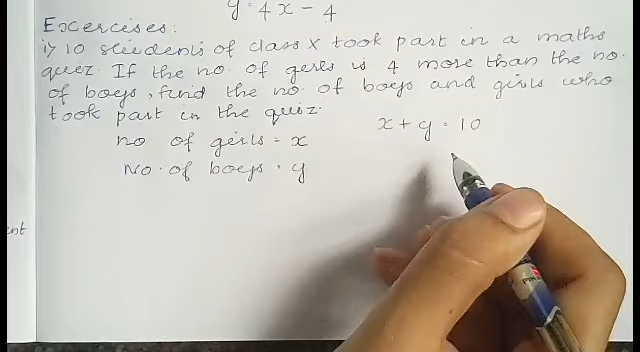 y = 4x - 4
Exercises:
1) 10 students of class X took part in a maths
quiz. If the no. of girls is 4 more than the no.
of boys, find the no. of boys and girls who
took part in the quiz.
x + y = 10
no of girls = x
No. of boys = y